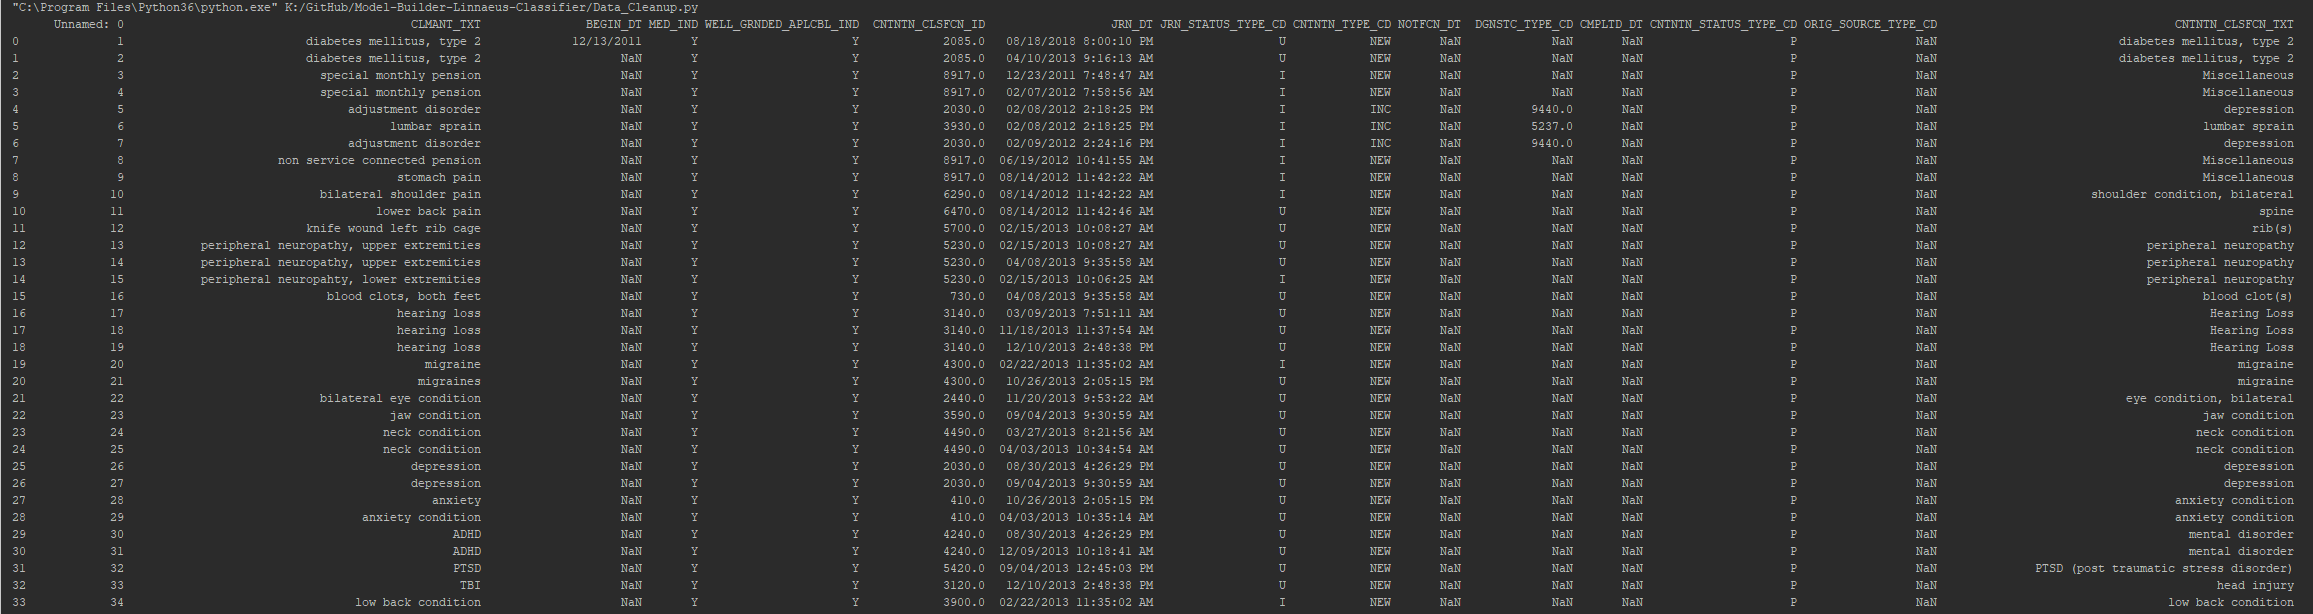 "C:\Program Files\Python36\python.exe" K:/GitHub/Model-Builder-Linnaeus-Classifier/Data_Cleanup.py
Unnamed: 0 CLMANT_TXT BEGIN_DT MED_IND WELL_GRNDED_APLCBL_IND CNTNTN_CLSFCN_ID JRN_DT JRN_STATUS_TYPE_CD CNTNTN_TYPE_CD NOTFCN_DT DGNSTC_TYPE_CD CMPLTD_DT CNTNTN_STATUS_TYPE_CD ORIG_SOURCE_TYPE_CD CNTNTN_CLSFCN_TXT
0 1 diabetes mellitus, type 2 12/13/2011 Y Y 2085.0 08/18/2018 8:00:10 PM U NEW NaN NaN NaN P NaN diabetes mellitus, type 2
1 2 diabetes mellitus, type 2 NaN Y Y 2085.0 04/10/2013 9:16:13 AM U NEW NaN NaN NaN P NaN diabetes mellitus, type 2
2 3 special monthly pension NaN Y Y 8917.0 12/23/2011 7:48:47 AM I NEW NaN NaN NaN P NaN Miscellaneous
3 4 special monthly pension NaN Y Y 8917.0 02/07/2012 7:58:56 AM I NEW NaN NaN NaN P NaN Miscellaneous
4 5 adjustment disorder NaN Y Y 2030.0 02/08/2012 2:18:25 PM I INC NaN 9440.0 NaN P NaN depression
5 6 lumbar sprain NaN Y Y 3930.0 02/08/2012 2:18:25 PM I INC NaN 5237.0 NaN P NaN lumbar sprain
6 7 adjustment disorder NaN Y Y 2030.0 02/09/2012 2:24:16 PM I INC NaN 9440.0 NaN P NaN depression
7 8 non service connected pension NaN Y Y 8917.0 06/19/2012 10:41:55 AM I NEW NaN NaN NaN P NaN Miscellaneous
8 9 stomach pain NaN Y Y 8917.0 08/14/2012 11:42:22 AM I NEW NaN NaN NaN P NaN Miscellaneous
9 10 bilateral shoulder pain NaN Y Y 6290.0 08/14/2012 11:42:22 AM I NEW NaN NaN NaN P NaN shoulder condition, bilateral
10 11 lower back pain NaN Y Y 6470.0 08/14/2012 11:42:46 AM U NEW NaN NaN NaN P NaN spine
11 12 knife wound left rib cage NaN Y Y 5700.0 02/15/2013 10:08:27 AM U NEW NaN NaN NaN P NaN rib(s)
12 13 peripheral neuropathy, upper extremities NaN Y Y 5230.0 02/15/2013 10:08:27 AM U NEW NaN NaN NaN P NaN peripheral neuropathy
13 14 peripheral neuropathy, upper extremities NaN Y Y 5230.0 04/08/2013 9:35:58 AM U NEW NaN NaN NaN P NaN peripheral neuropathy
14 15 peripheral neuropahty, lower extremities NaN Y Y 5230.0 02/15/2013 10:06:25 AM I NEW NaN NaN NaN P NaN peripheral neuropathy
15 16 blood clots, both feet NaN Y Y 730.0 04/08/2013 9:35:58 AM U NEW NaN NaN NaN P NaN blood clot(s)
16 17 hearing loss NaN Y Y 3140.0 03/09/2013 7:51:11 AM U NEW NaN NaN NaN P NaN Hearing Loss
17 18 hearing loss NaN Y Y 3140.0 11/18/2013 11:37:54 AM U NEW NaN NaN NaN P NaN Hearing Loss
18 19 hearing loss NaN Y Y 3140.0 12/10/2013 2:48:38 PM U NEW NaN NaN NaN P NaN Hearing Loss
19 20 migraine NaN Y Y 4300.0 02/22/2013 11:35:02 AM I NEW NaN NaN NaN P NaN migraine
20 21 migraines NaN Y Y 4300.0 10/26/2013 2:05:15 PM U NEW NaN NaN NaN P NaN migraine
21 22 bilateral eye condition NaN Y Y 2440.0 11/20/2013 9:53:22 AM U NEW NaN NaN NaN P NaN eye condition, bilateral
22 23 jaw condition NaN Y Y 3590.0 09/04/2013 9:30:59 AM U NEW NaN NaN NaN P NaN jaw condition
23 24 neck condition NaN Y Y 4490.0 03/27/2013 8:21:56 AM U NEW NaN NaN NaN P NaN neck condition
24 25 neck condition NaN Y Y 4490.0 04/03/2013 10:34:54 AM U NEW NaN NaN NaN P NaN neck condition
25 26 depression NaN Y Y 2030.0 08/30/2013 4:26:29 PM U NEW NaN NaN NaN P NaN depression
26 27 depression NaN Y Y 2030.0 09/04/2013 9:30:59 AM U NEW NaN NaN NaN P NaN depression
27 28 anxiety NaN Y Y 410.0 10/26/2013 2:05:15 PM U NEW NaN NaN NaN P NaN anxiety condition
28 29 anxiety condition NaN Y Y 410.0 04/03/2013 10:35:14 AM U NEW NaN NaN NaN P NaN anxiety condition
29 30 ADHD NaN Y Y 4240.0 08/30/2013 4:26:29 PM U NEW NaN NaN NaN P NaN mental disorder
30 31 ADHD NaN Y Y 4240.0 12/09/2013 10:18:41 AM U NEW NaN NaN NaN P NaN mental disorder
31 32 PTSD NaN Y Y 5420.0 09/04/2013 12:45:03 PM U NEW NaN NaN NaN P NaN PTSD (post traumatic stress disorder)
32 33 TBI NaN Y Y 3120.0 12/10/2013 2:48:38 PM U NEW NaN NaN NaN P NaN head injury
33 34 low back condition NaN Y Y 3900.0 02/22/2013 11:35:02 AM I NEW NaN NaN NaN P NaN low back condition